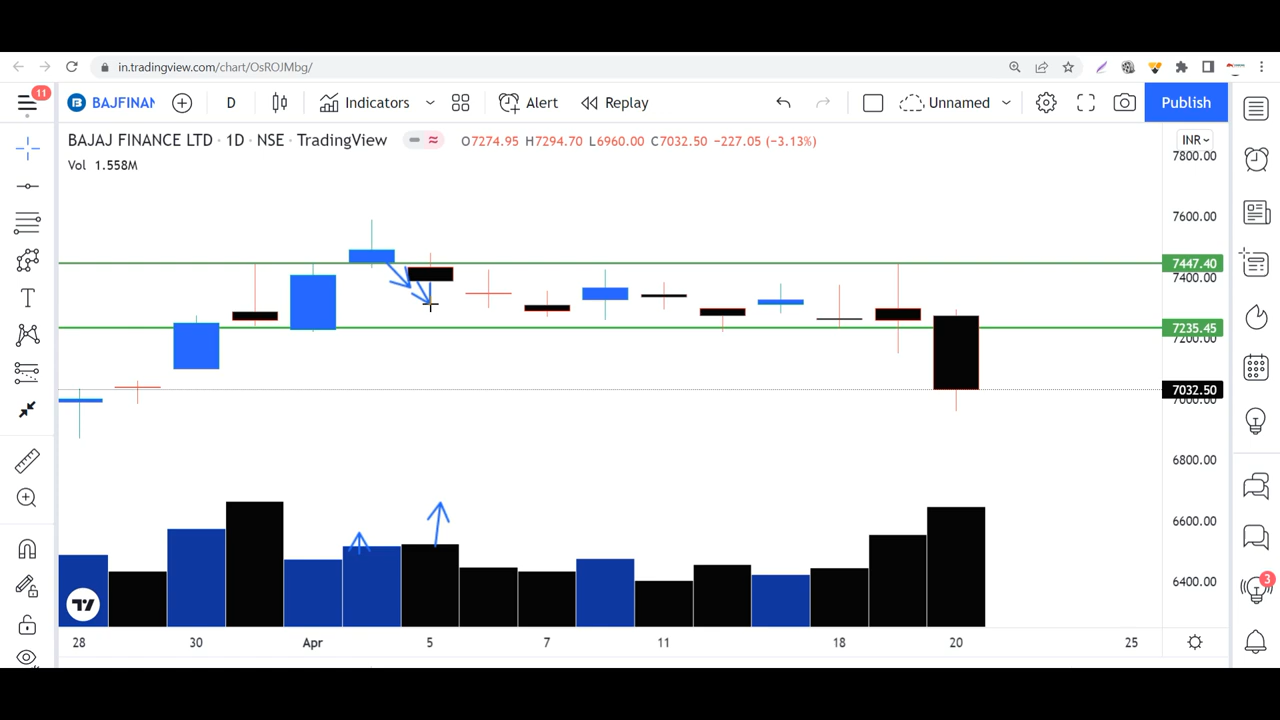 in.tradingview.com/chart/OsROJMbg/
11
BAJFINAN
D
Indicators
Alert
Replay
Unnamed
Publish
BAJAJ FINANCE LTD · 1D · NSE · TradingView
O7274.95 H7294.70 L6960.00 C7032.50 −227.05 (−3.13%)
INR
Vol 1.558M
7800.00
7600.00
7447.40
7400.00
7235.45
7200.00
7032.50
7000.00
6800.00
6600.00
6400.00
3
T
28 30 Apr 5 7 11 18 20 25